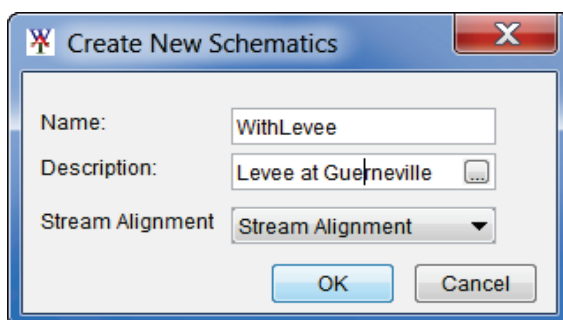 Create New Schematics
Name: WithLevee
Description: Levee at Guerneville ...
Stream Alignment Stream Alignment
OK Cancel